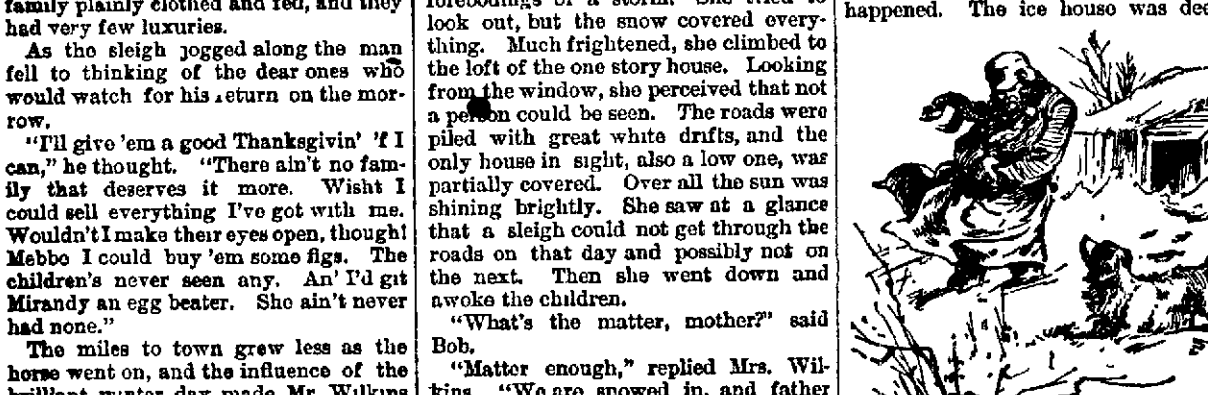 family plainly clothed and fed, and they
had very few luxuries.
As the sleigh jogged along the man
fell to thinking of the dear ones who
would watch for his return on the mor-
row.
"I'll give 'em a good Thanksgivin' 'f I
can," he thought. "There ain't no fam-
ily that deserves it more. Wisht I
could sell everything I've got with me.
Wouldn't I make their eyes open, though!
Mebbe I could buy 'em some figs. The
children's never seen any. An' I'd git
Mirandy an egg beater. She ain't never
had none."
The miles to town grew less as the
horse went on, and the influence of the
brilliant winter day made Mr. Wilkins
forebodings of a storm. She tried to
look out, but the snow covered every-
thing. Much frightened, she climbed to
the loft of the one story house. Looking
from the window, she perceived that not
a person could be seen. The roads were
piled with great white drifts, and the
only house in sight, also a low one, was
partially covered. Over all the sun was
shining brightly. She saw at a glance
that a sleigh could not get through the
roads on that day and possibly not on
the next. Then she went down and
awoke the children.
"What's the matter, mother?" said
Bob.
"Matter enough," replied Mrs. Wil-
kins. "We are snowed in, and father
happened. The ice house was